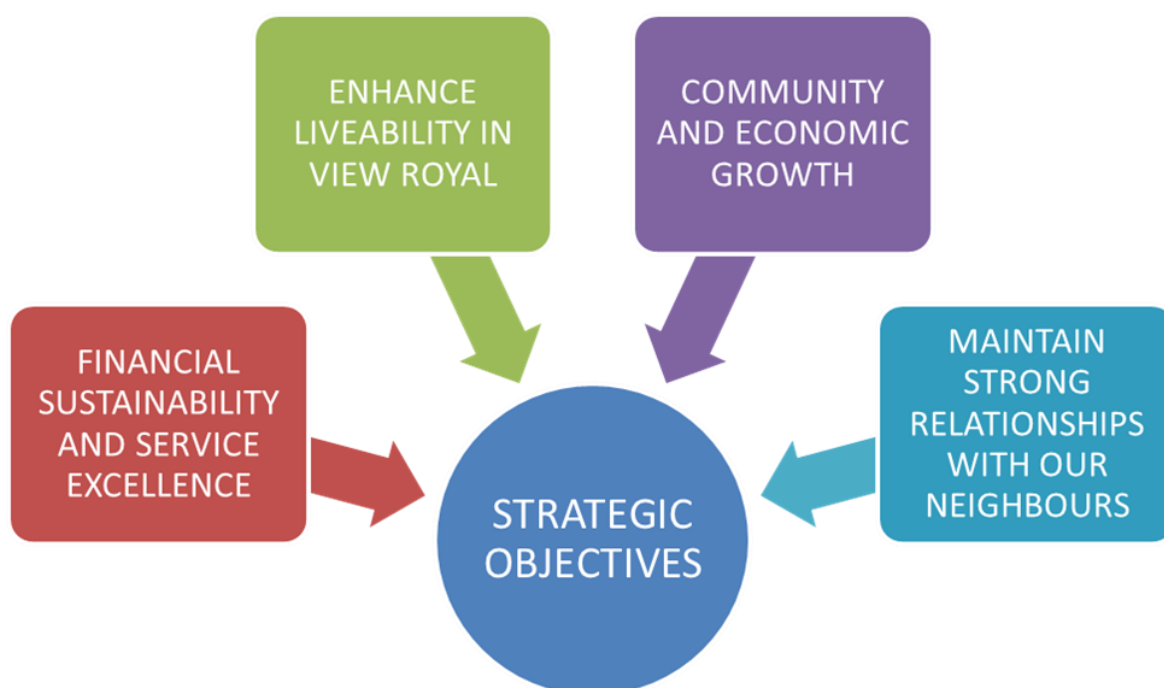 ENHANCE
LIVEABILITY IN
VIEW ROYAL
COMMUNITY
AND ECONOMIC
GROWTH
FINANCIAL
SUSTAINABILITY
AND SERVICE
EXCELLENCE
MAINTAIN
STRONG
RELATIONSHIPS
WITH OUR
NEIGHBOURS
STRATEGIC
OBJECTIVES